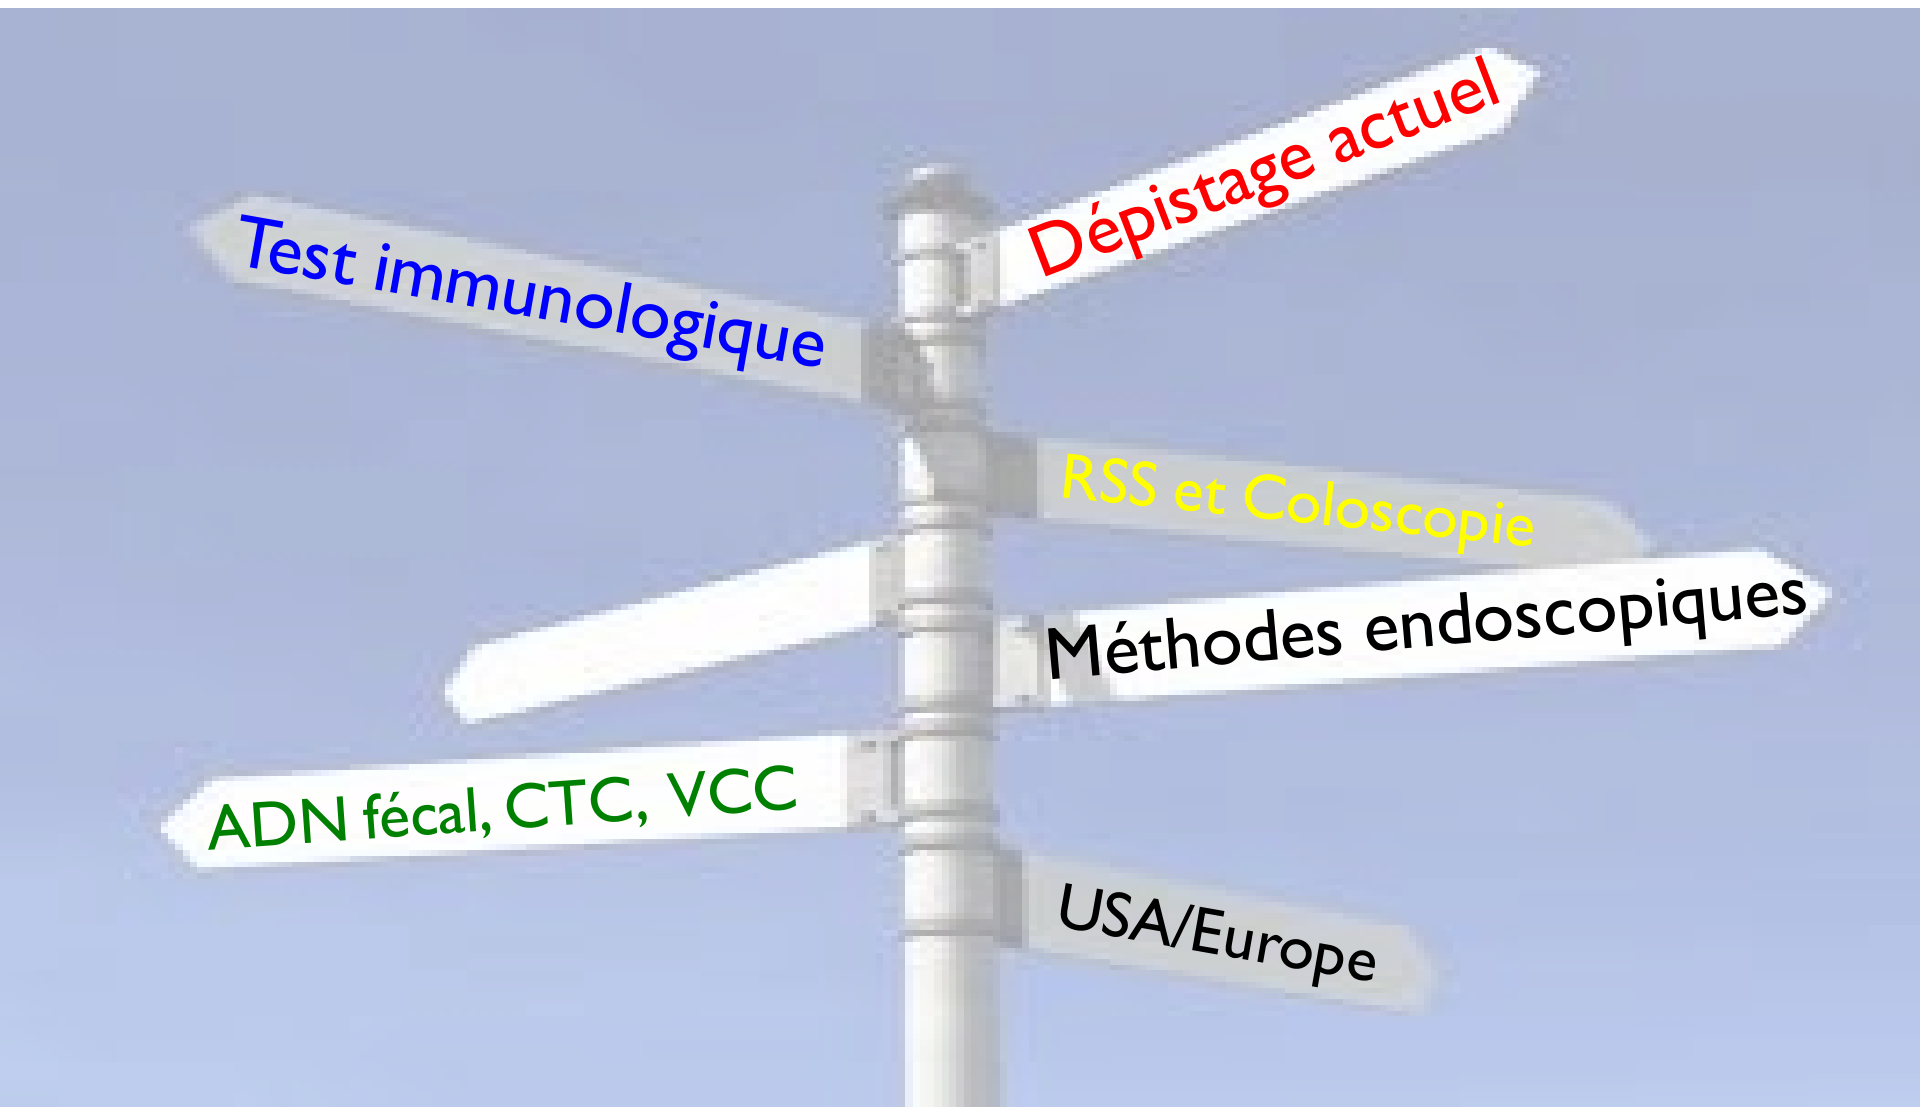 Dépistage actuel
Test immunologique
RSS et Coloscopie
Méthodes endoscopiques
ADN fécal, CTC, VCC
USA/Europe